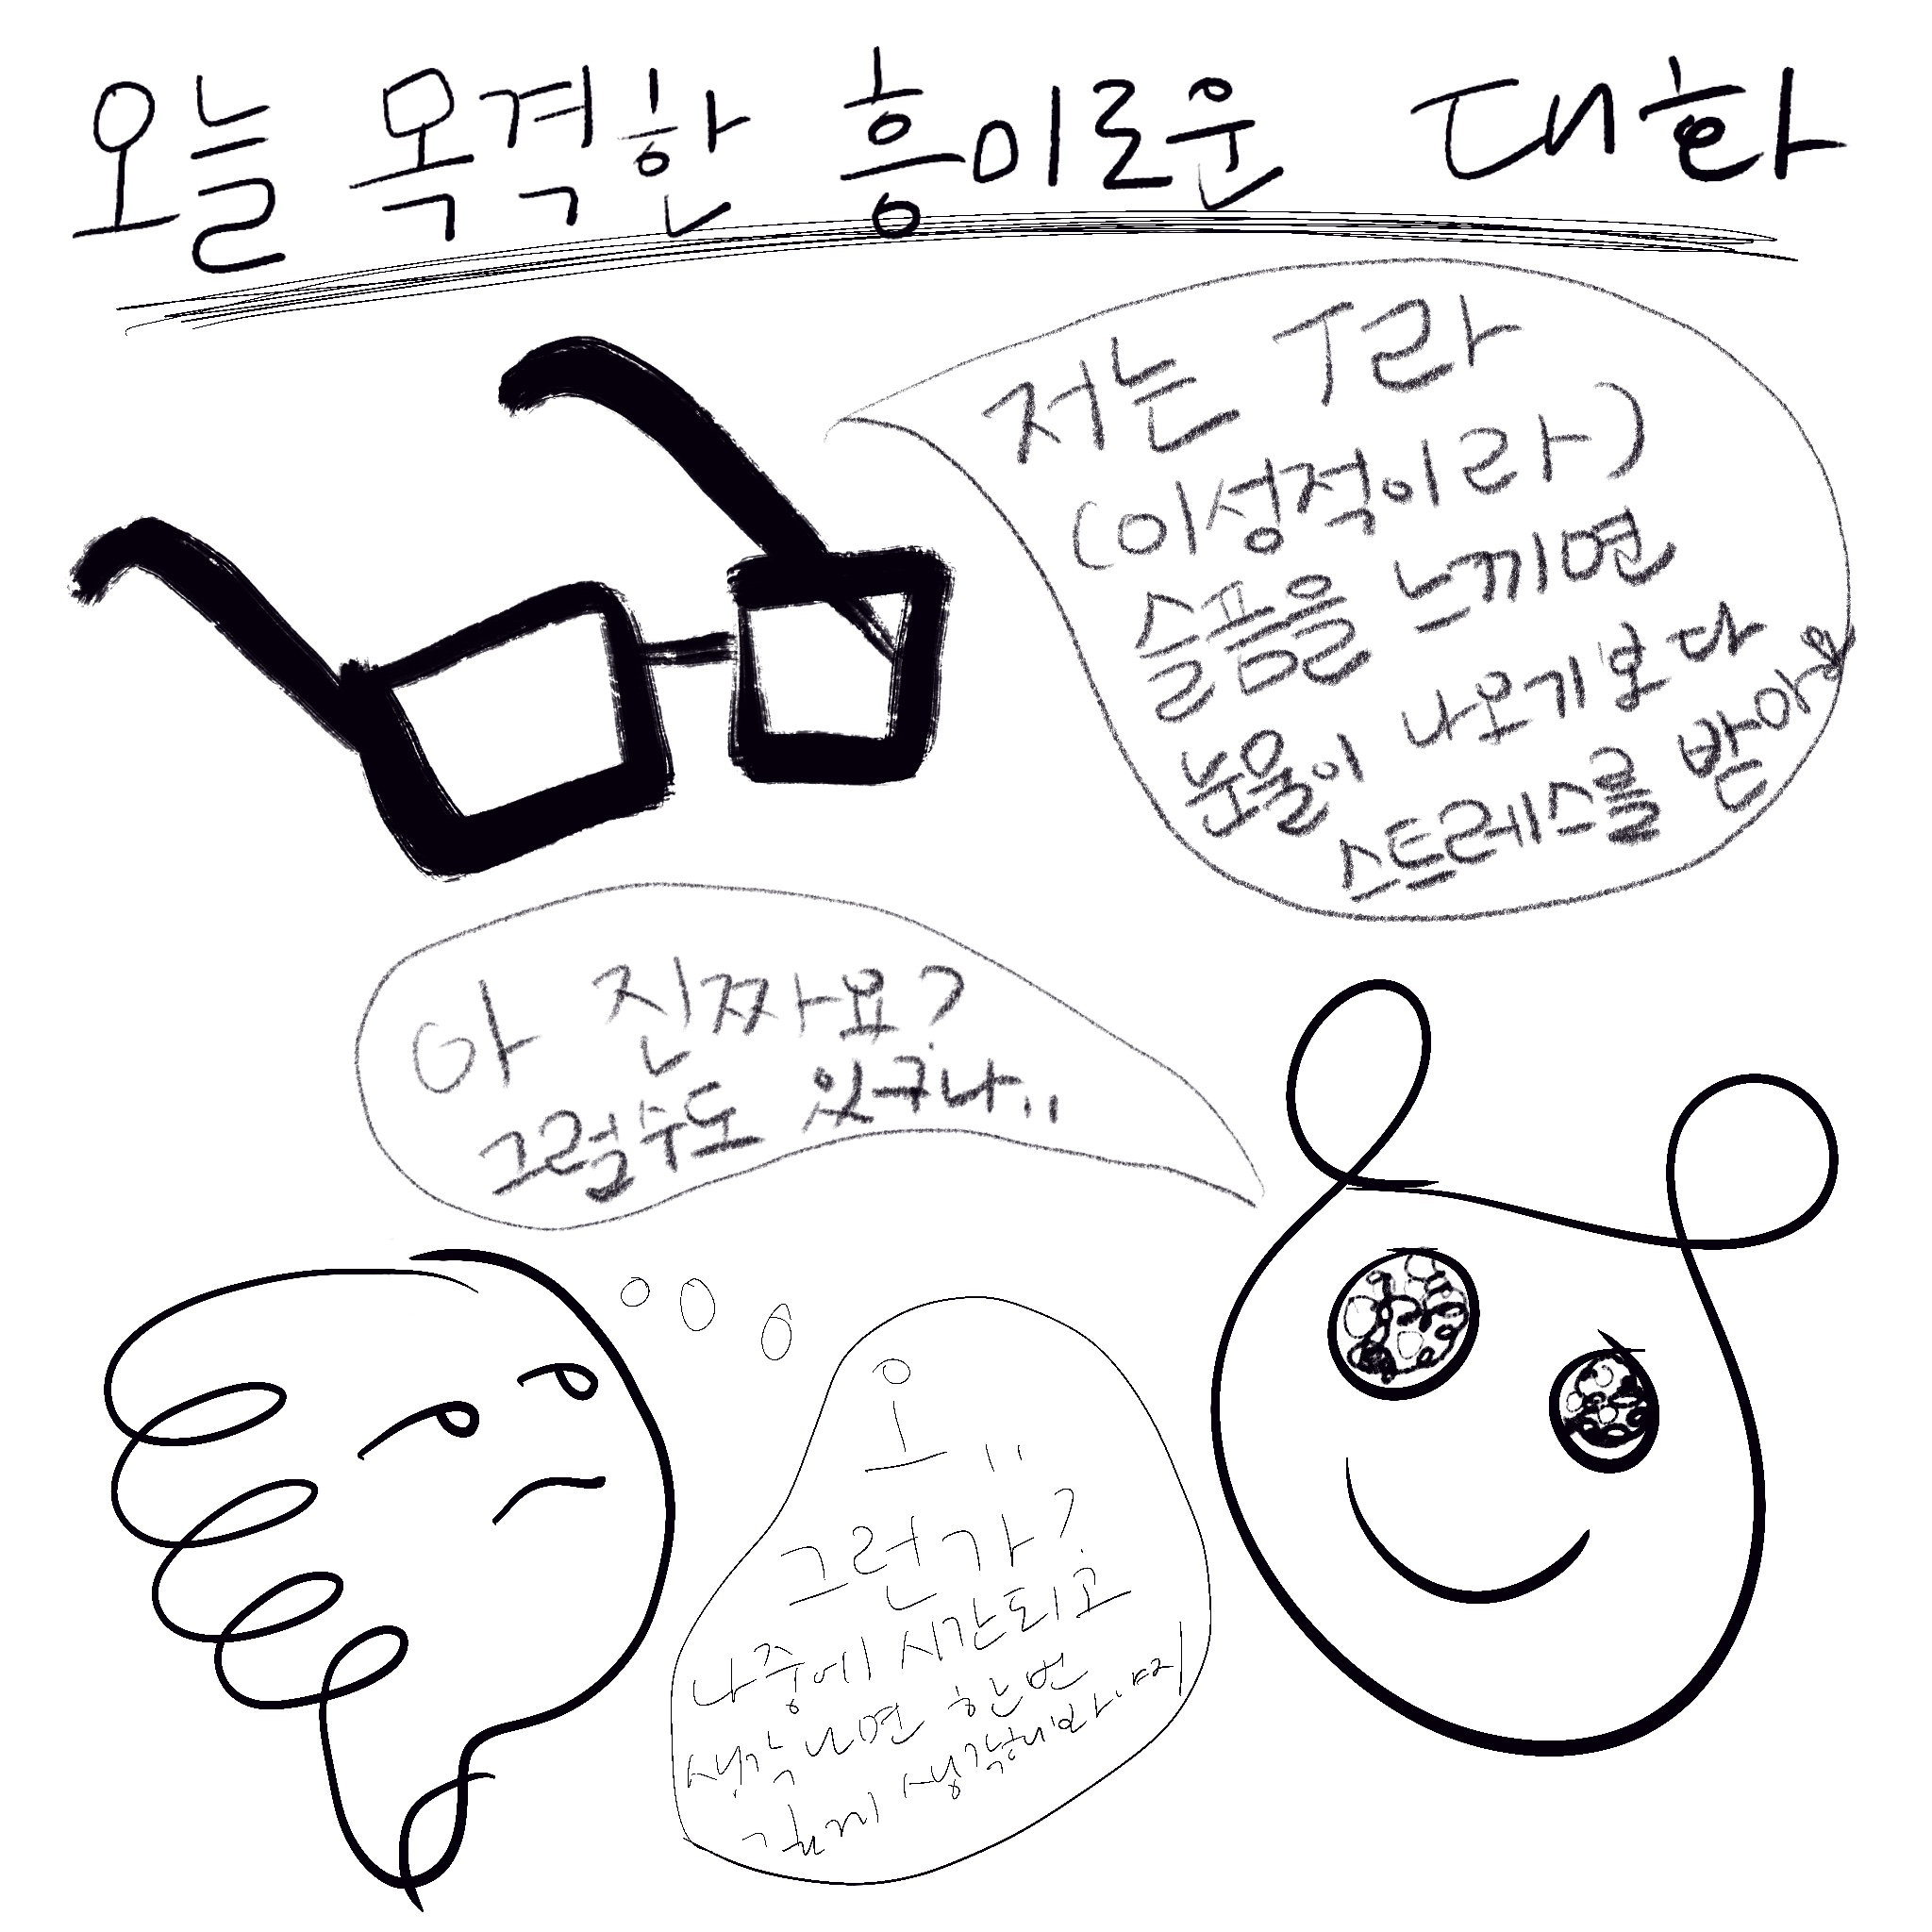 오늘 목격한 흥미로운 대화
저는 T라
(이성적이라)
슬픔을 느끼면
눈물이 나오기보다
스트레스를 받아요
아 진짜요?
그럴수도 있구나..
오..
그런가?
나중에 시간되고
생각나면 한번
깊게 생각해봐야지